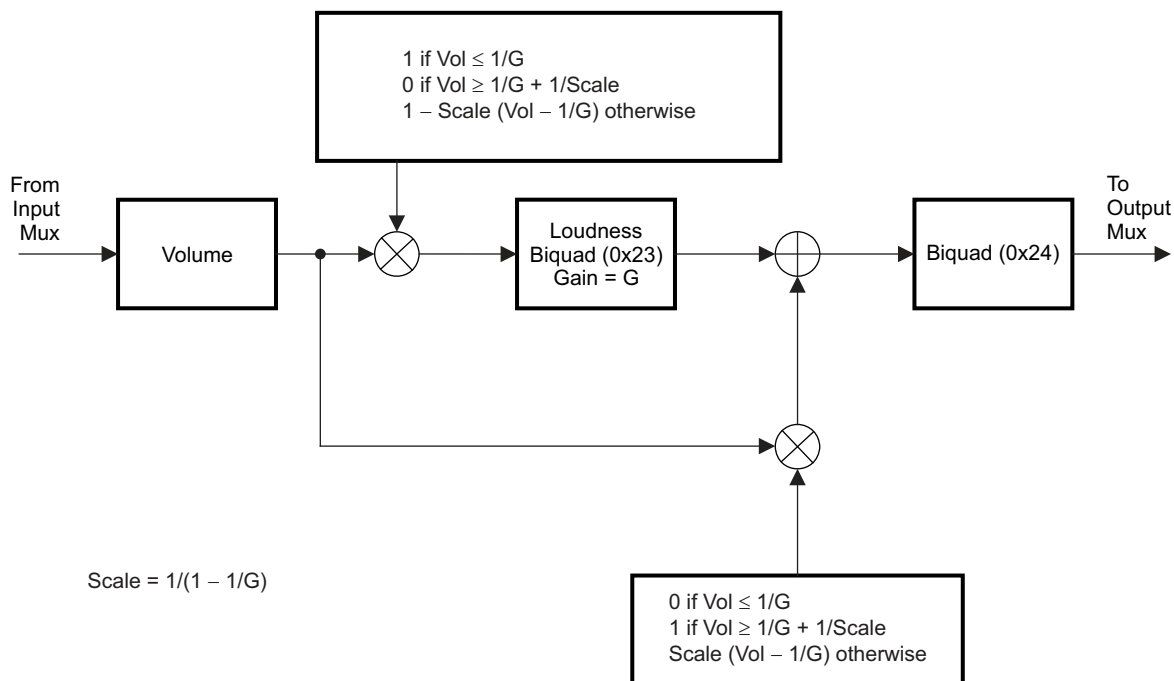 1 if Vol ≤ 1/G
0 if Vol ≥ 1/G + 1/Scale
1 – Scale (Vol – 1/G) otherwise
From
Input
Mux
Volume
Loudness
Biquad (0x23)
Gain = G
Biquad (0x24)
To
Output
Mux
Scale = 1/(1 – 1/G)
0 if Vol ≤ 1/G
1 if Vol ≥ 1/G + 1/Scale
Scale (Vol – 1/G) otherwise